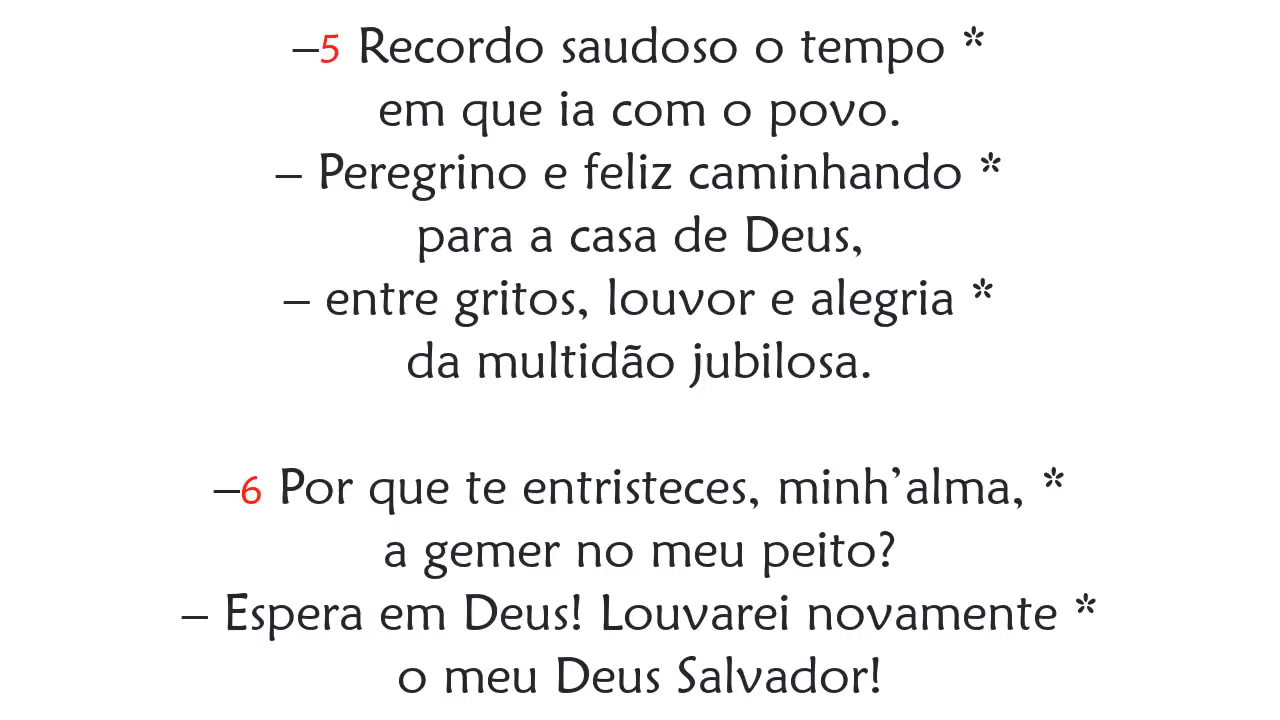 –5 Recordo saudoso o tempo *
em que ia com o povo.
– Peregrino e feliz caminhando *
para a casa de Deus,
– entre gritos, louvor e alegria *
da multidão jubilosa.
–6 Por que te entristeces, minh’alma, *
a gemer no meu peito?
– Espera em Deus! Louvarei novamente *
o meu Deus Salvador!